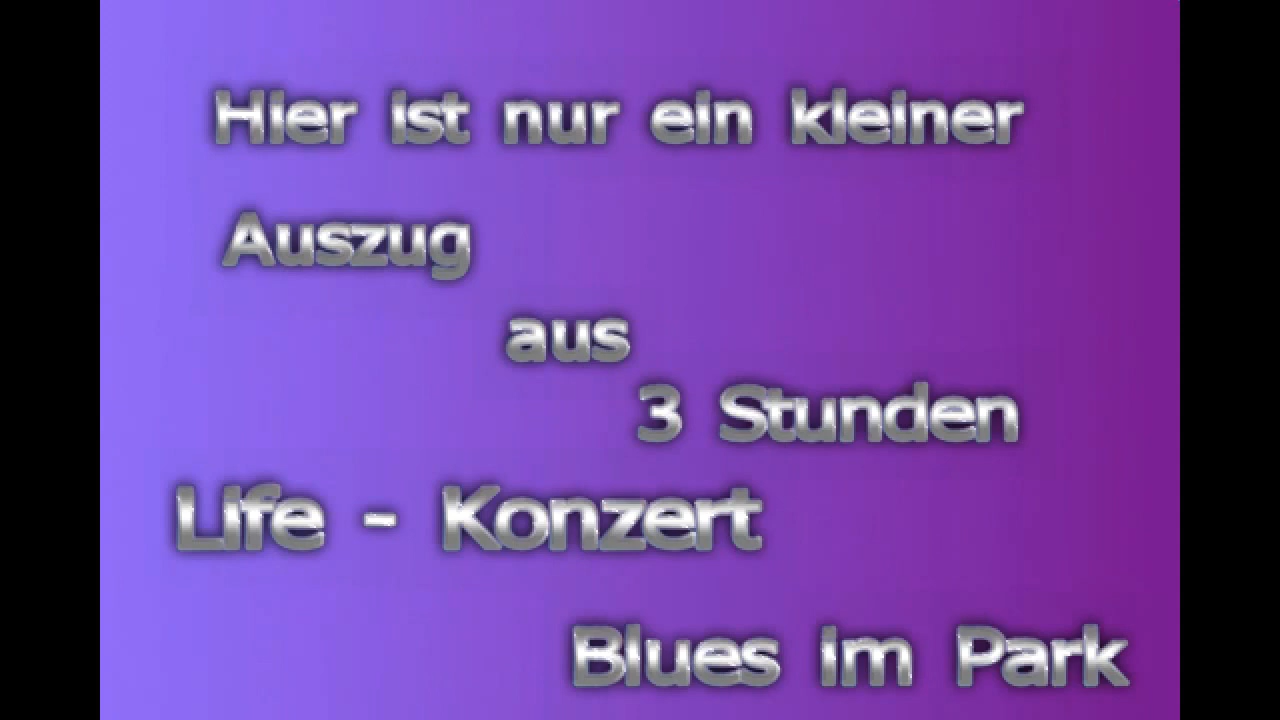 Hier ist nur ein kleiner
Auszug
aus
3 Stunden
Life - Konzert
Blues im Park